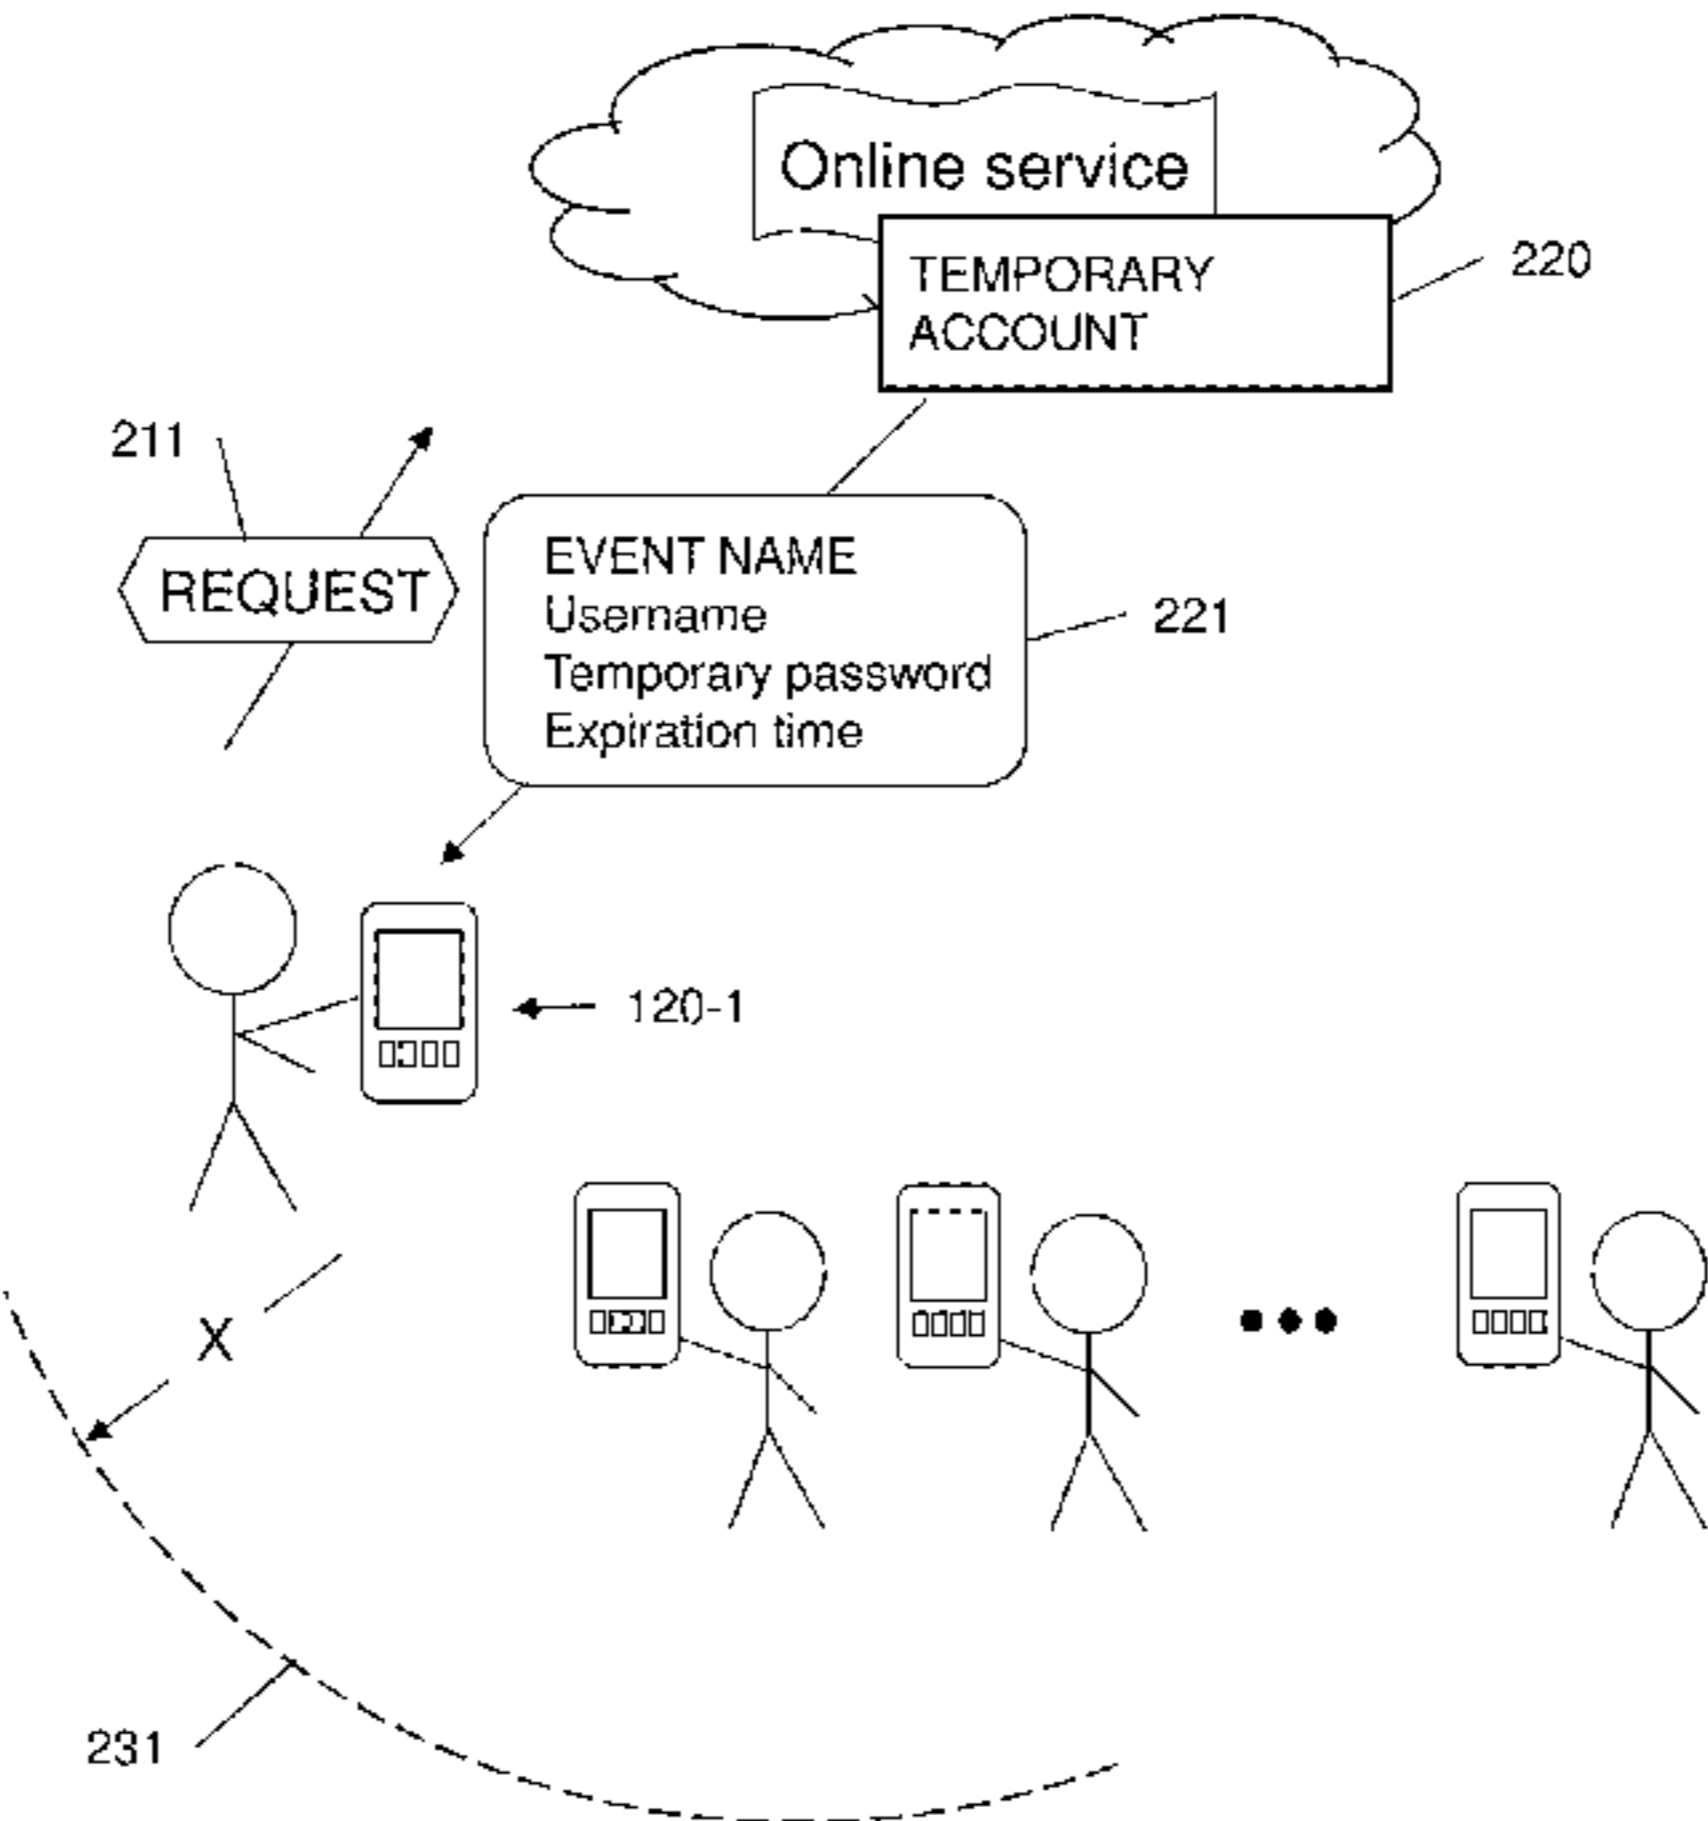 Online service
TEMPORARY
ACCOUNT
220
211
REQUEST
EVENT NAME
Username
Temporary password
Expiration time
221
120-1
X
231